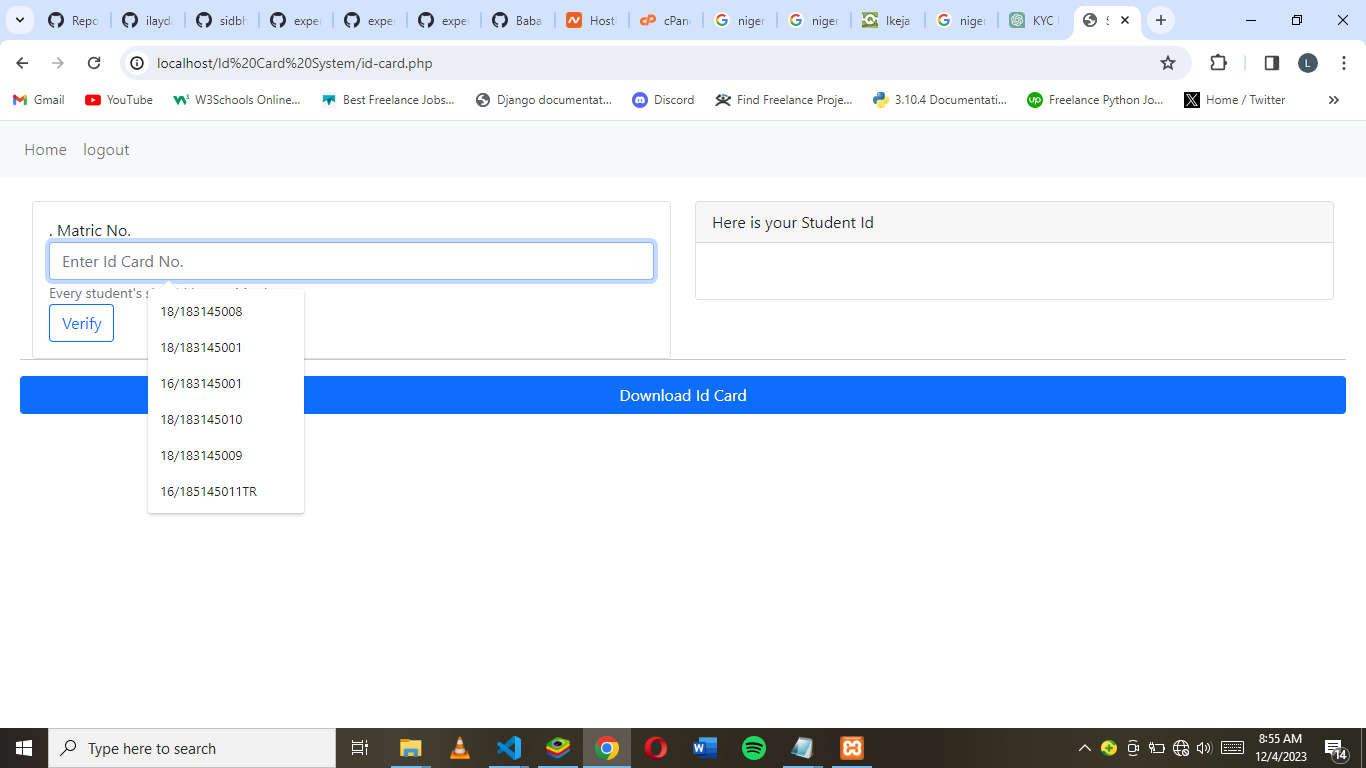 Repo
ilayda
sidbh
expe
expe
expe
Baba
Hosti
cPan
niger
niger
Ikeja
niger
KYC
localhost/Id%20Card%20System/id-card.php
L
Gmail
YouTube
W3Schools Online...
Best Freelance Jobs...
Django documentat...
Discord
Find Freelance Proje...
3.10.4 Documentati...
up
Freelance Python Jo...
Home / Twitter
Home
logout
. Matric No.
Enter Id Card No.
Every student's
Verify
18/183145008
18/183145001
16/183145001
18/183145010
18/183145009
16/185145011TR
Here is your Student Id
Download Id Card
Type here to search
8:55 AM
12/4/2023
14